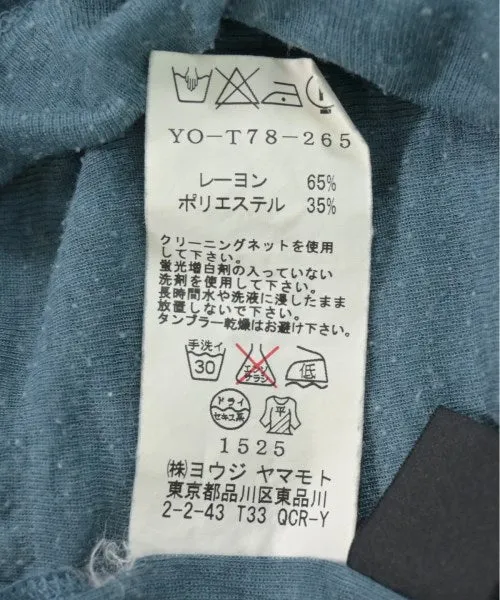 YO-T78-265
レーヨン 65%
ポリエステル 35%
クリーニングネットを使用
して下さい。
蛍光増白剤の入っていない
洗剤を使用して下さい。
長時間水や洗液に浸したまま
放置しないで下さい。
タンブラー乾燥はお避け下さい。
手洗イ
30 エンソ サラシ 低
ドライ セキユ系 平
1525
㈱ヨウジ ヤマモト
東京都品川区東品川
2-2-43 T33 QCR-Y